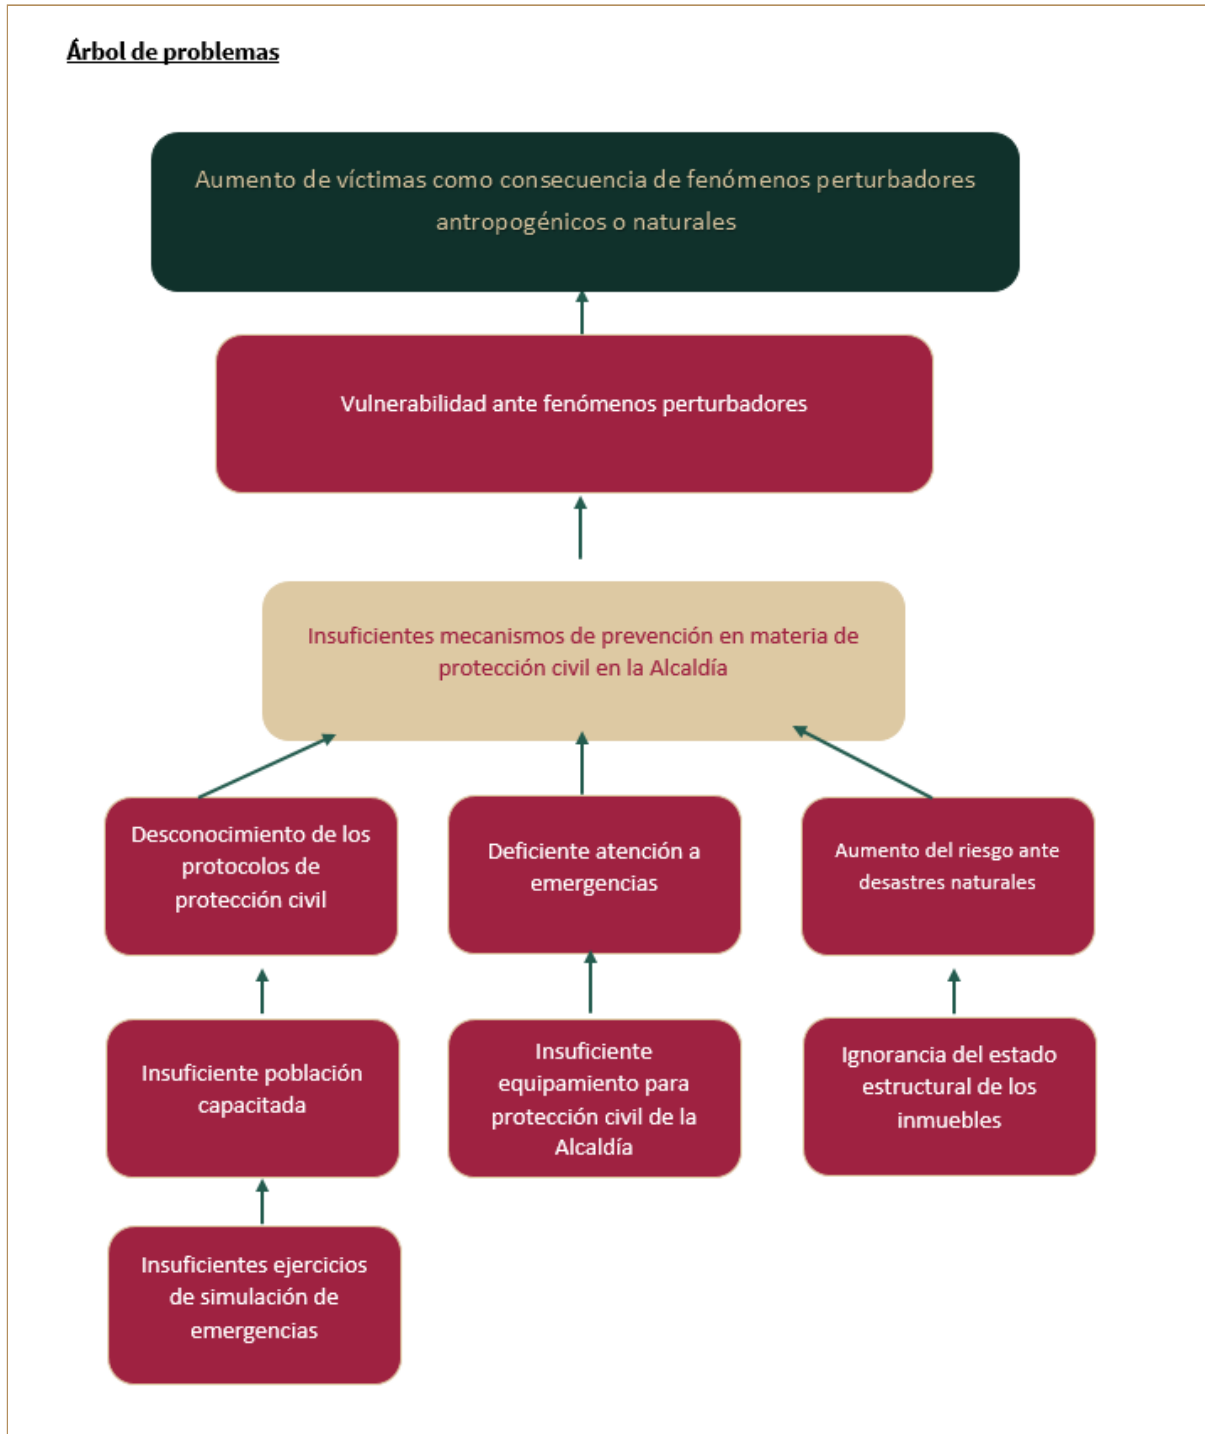 Árbol de problemas
Aumento de víctimas como consecuencia de fenómenos perturbadores
antropogénicos o naturales
Vulnerabilidad ante fenómenos perturbadores
Insuficientes mecanismos de prevención en materia de
protección civil en la Alcaldía
Desconocimiento de los
protocolos de
protección civil
Deficiente atención a
emergencias
Aumento del riesgo ante
desastres naturales
Insuficiente población
capacitada
Insuficiente
equipamiento para
protección civil de la
Alcaldía
Ignorancia del estado
estructural de los
inmuebles
Insuficientes ejercicios
de simulación de
emergencias